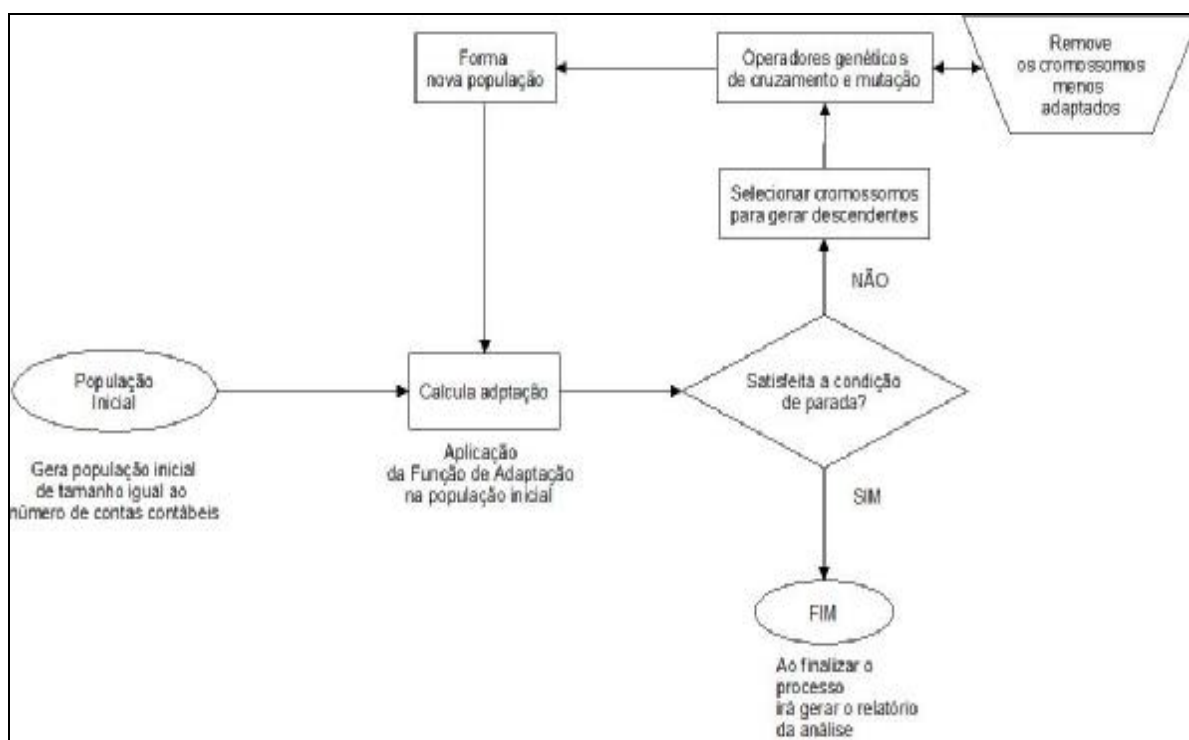 Forma
nova população
Operadores genéticos
de cruzamento e mutação
Remove
os cromossomos
menos
adaptados
Selecionar cromossomos
para gerar descendentes
NÃO
População
Inicial
Calcula adptação
Satisfeita a condição
de parada?
Gera população inicial
de tamanho igual ao
número de contas contábeis
Aplicação
da Função de Adaptação
na população inicial
SIM
FIM
Ao finalizar o
processo
irá gerar o relatório
da análise